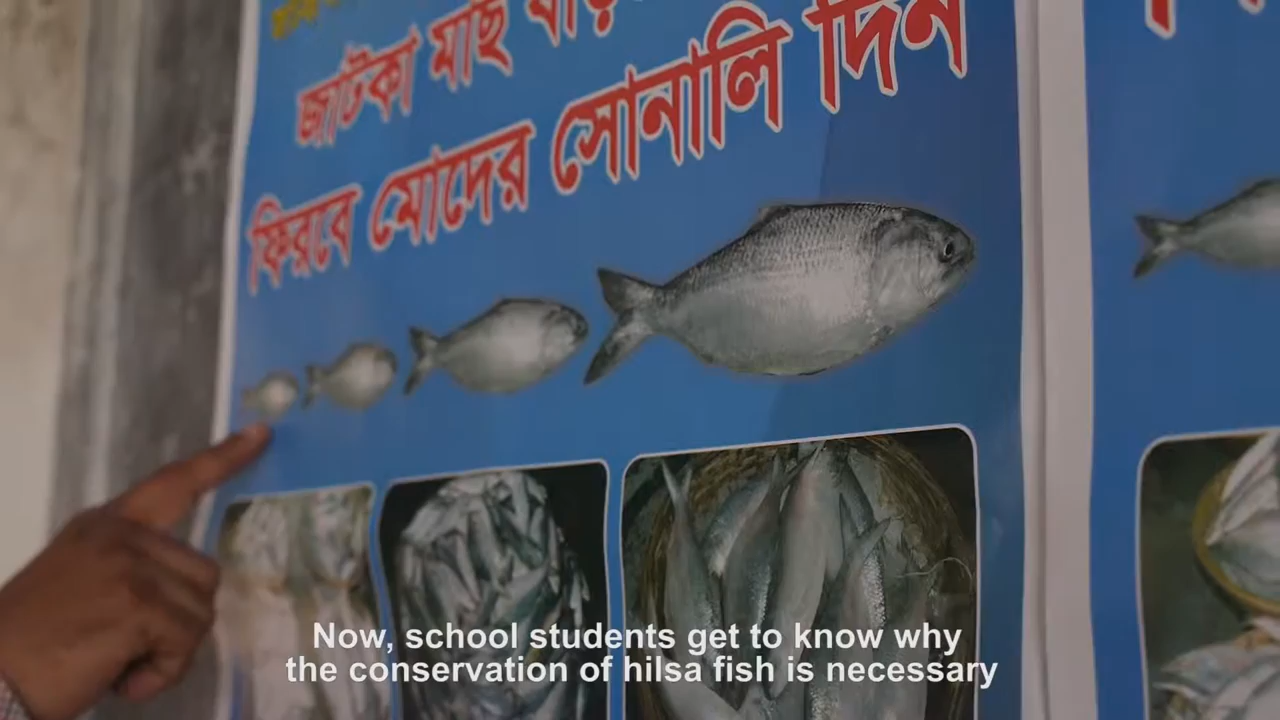 জাটকা মাছ
ফিরবে মোদের সোনালি দিন
Now, school students get to know why
the conservation of hilsa fish is necessary